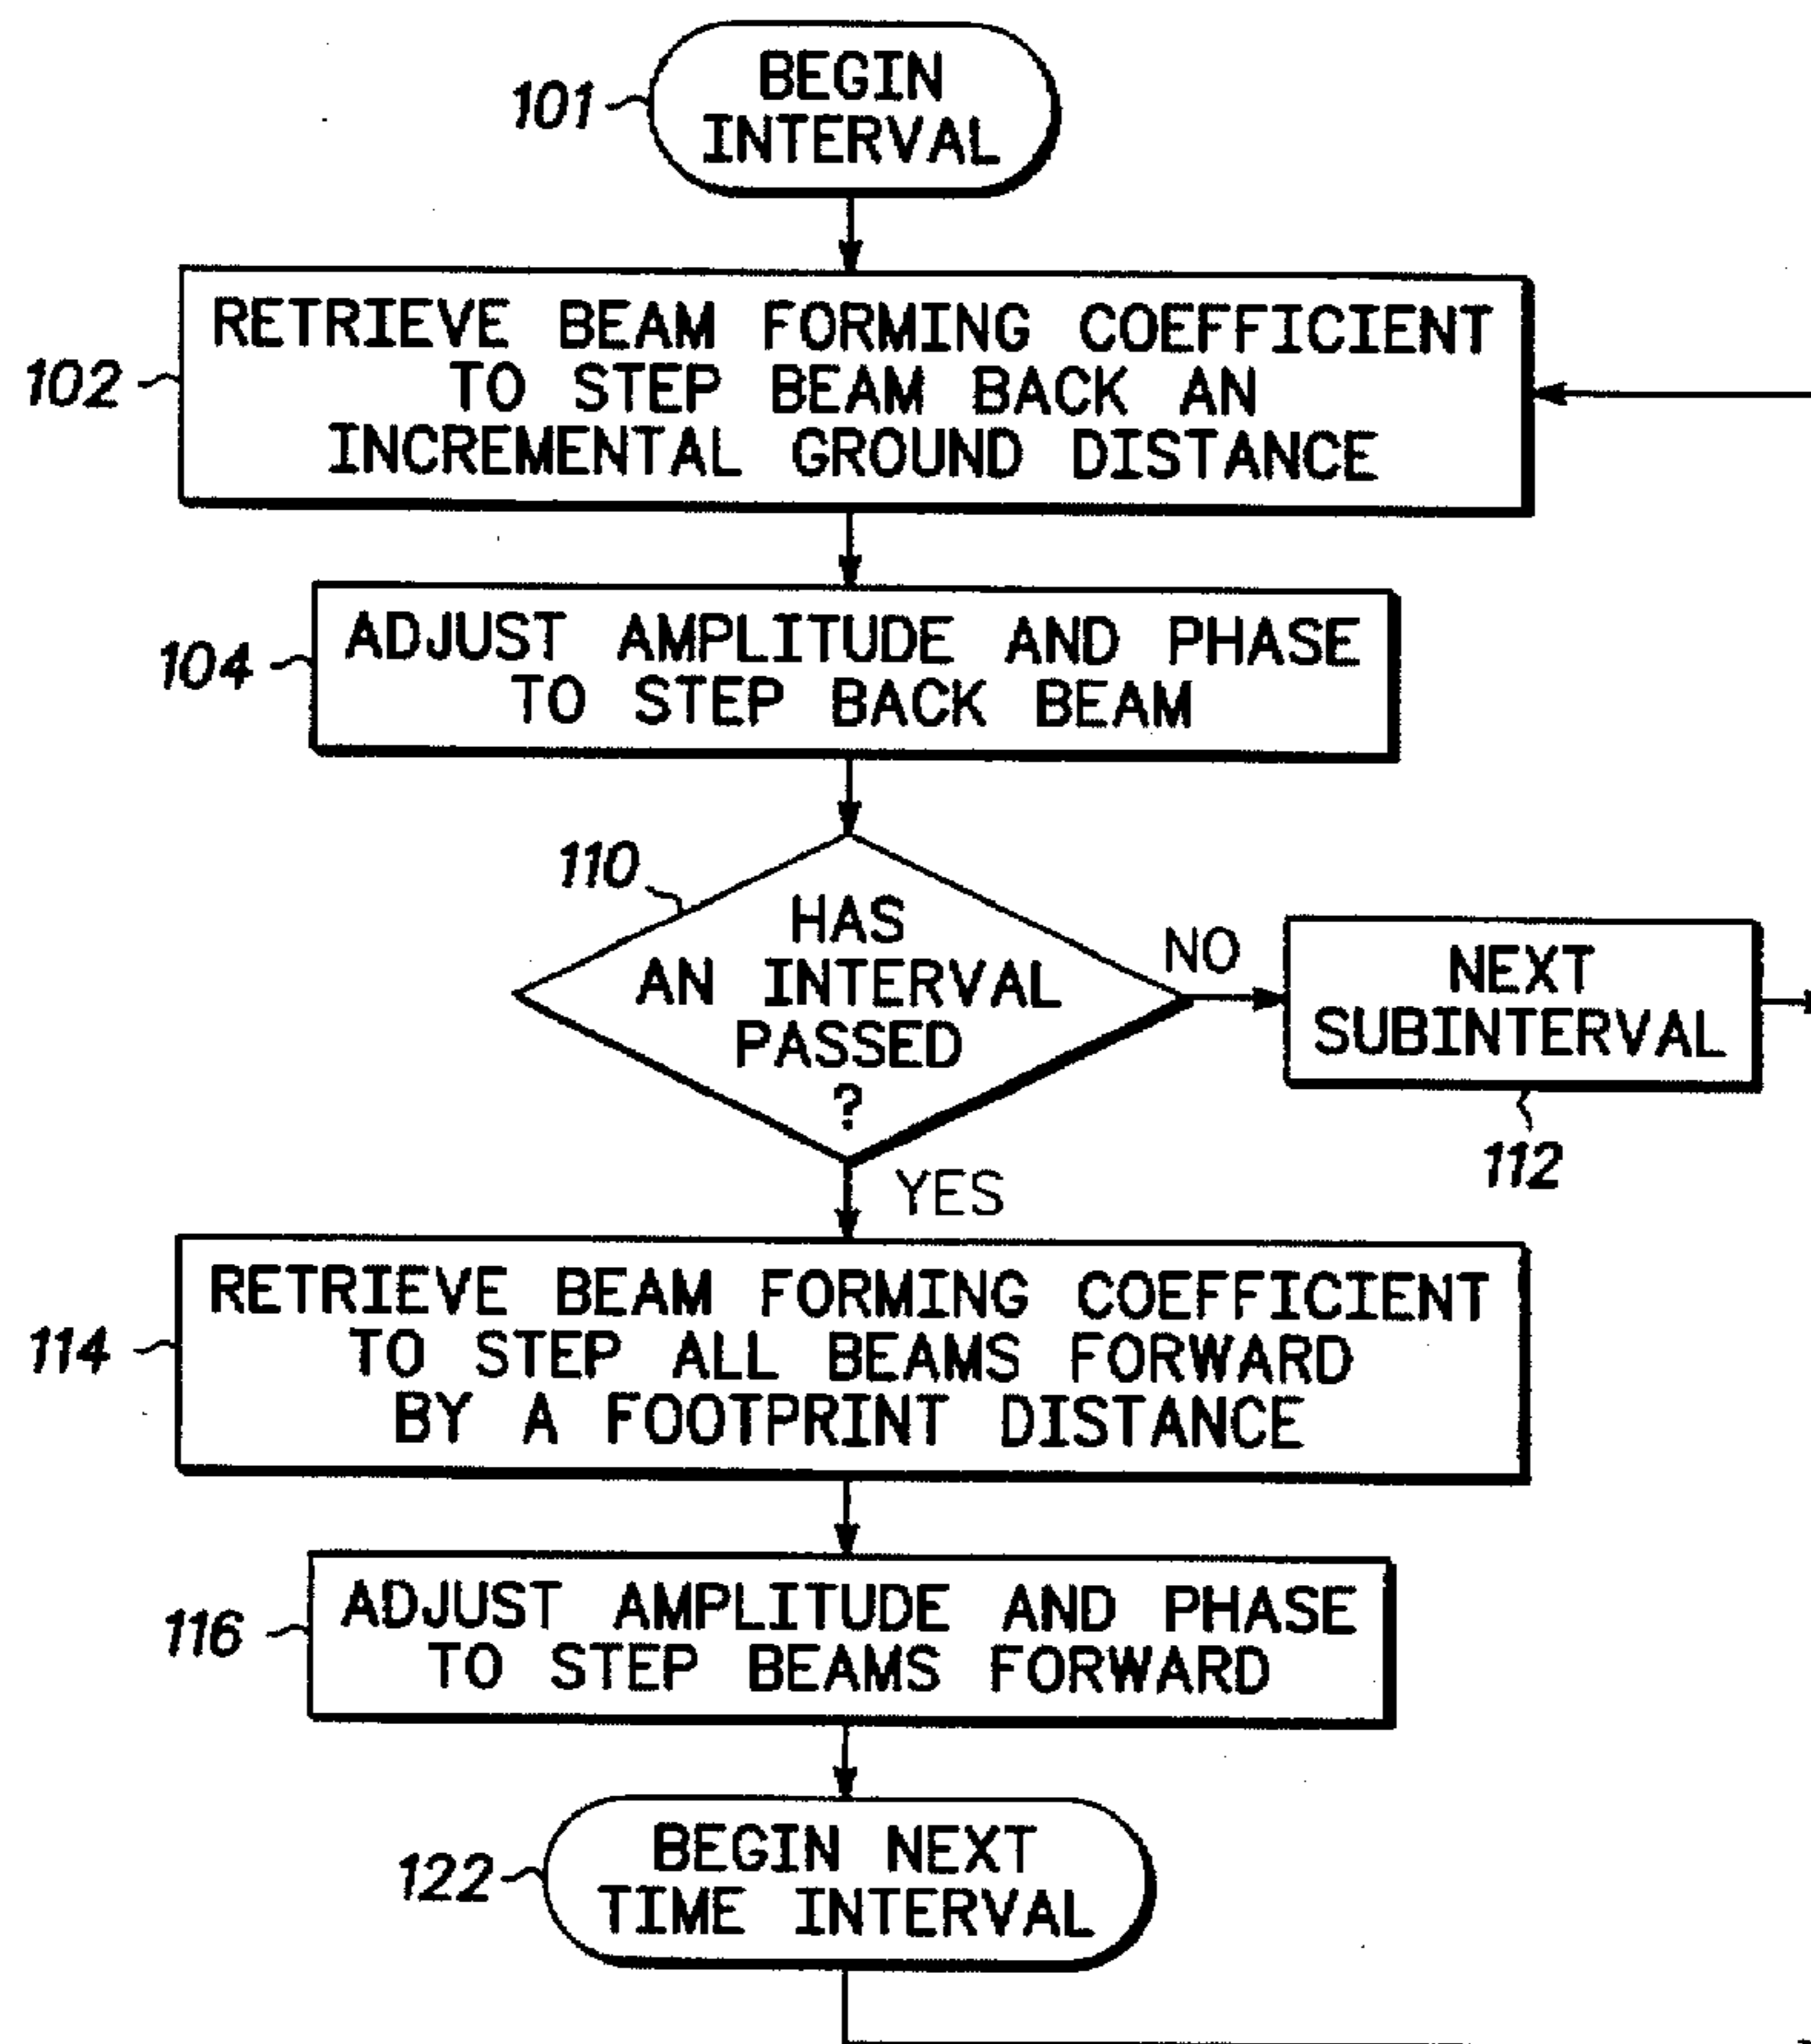 101
BEGIN
INTERVAL
102
RETRIEVE BEAM FORMING COEFFICIENT
TO STEP BEAM BACK AN
INCREMENTAL GROUND DISTANCE
104
ADJUST AMPLITUDE AND PHASE
TO STEP BACK BEAM
110
HAS
AN INTERVAL
PASSED
?
NO
NEXT
SUBINTERVAL
112
YES
114
RETRIEVE BEAM FORMING COEFFICIENT
TO STEP ALL BEAMS FORWARD
BY A FOOTPRINT DISTANCE
116
ADJUST AMPLITUDE AND PHASE
TO STEP BEAMS FORWARD
122
BEGIN NEXT
TIME INTERVAL